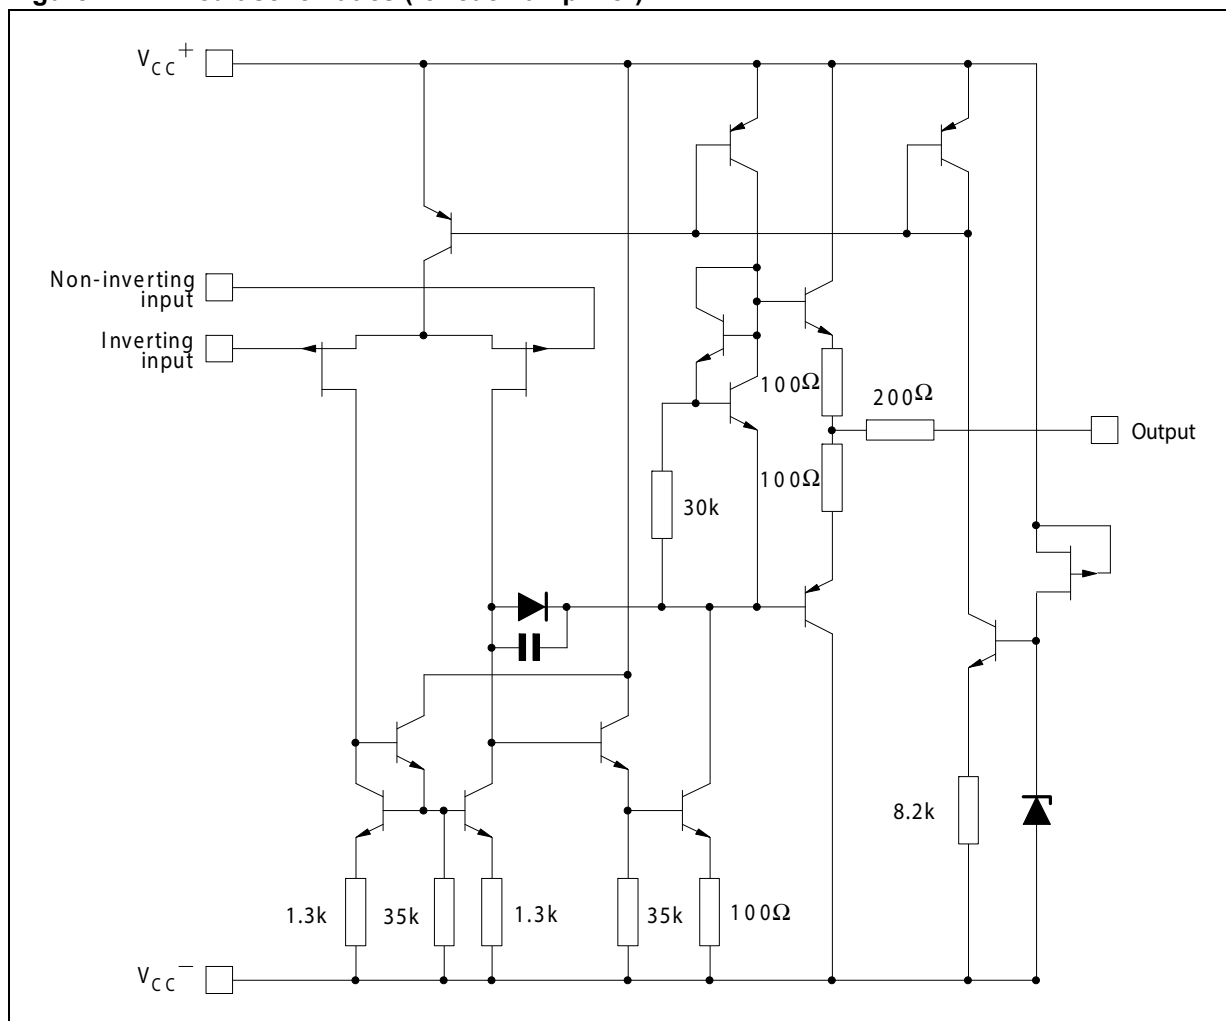 V_CC +
Non-inverting
input
Inverting
input
100Ω
200Ω
Output
100Ω
30k
8.2k
1.3k
35k
1.3k
35k
100Ω
V_CC −